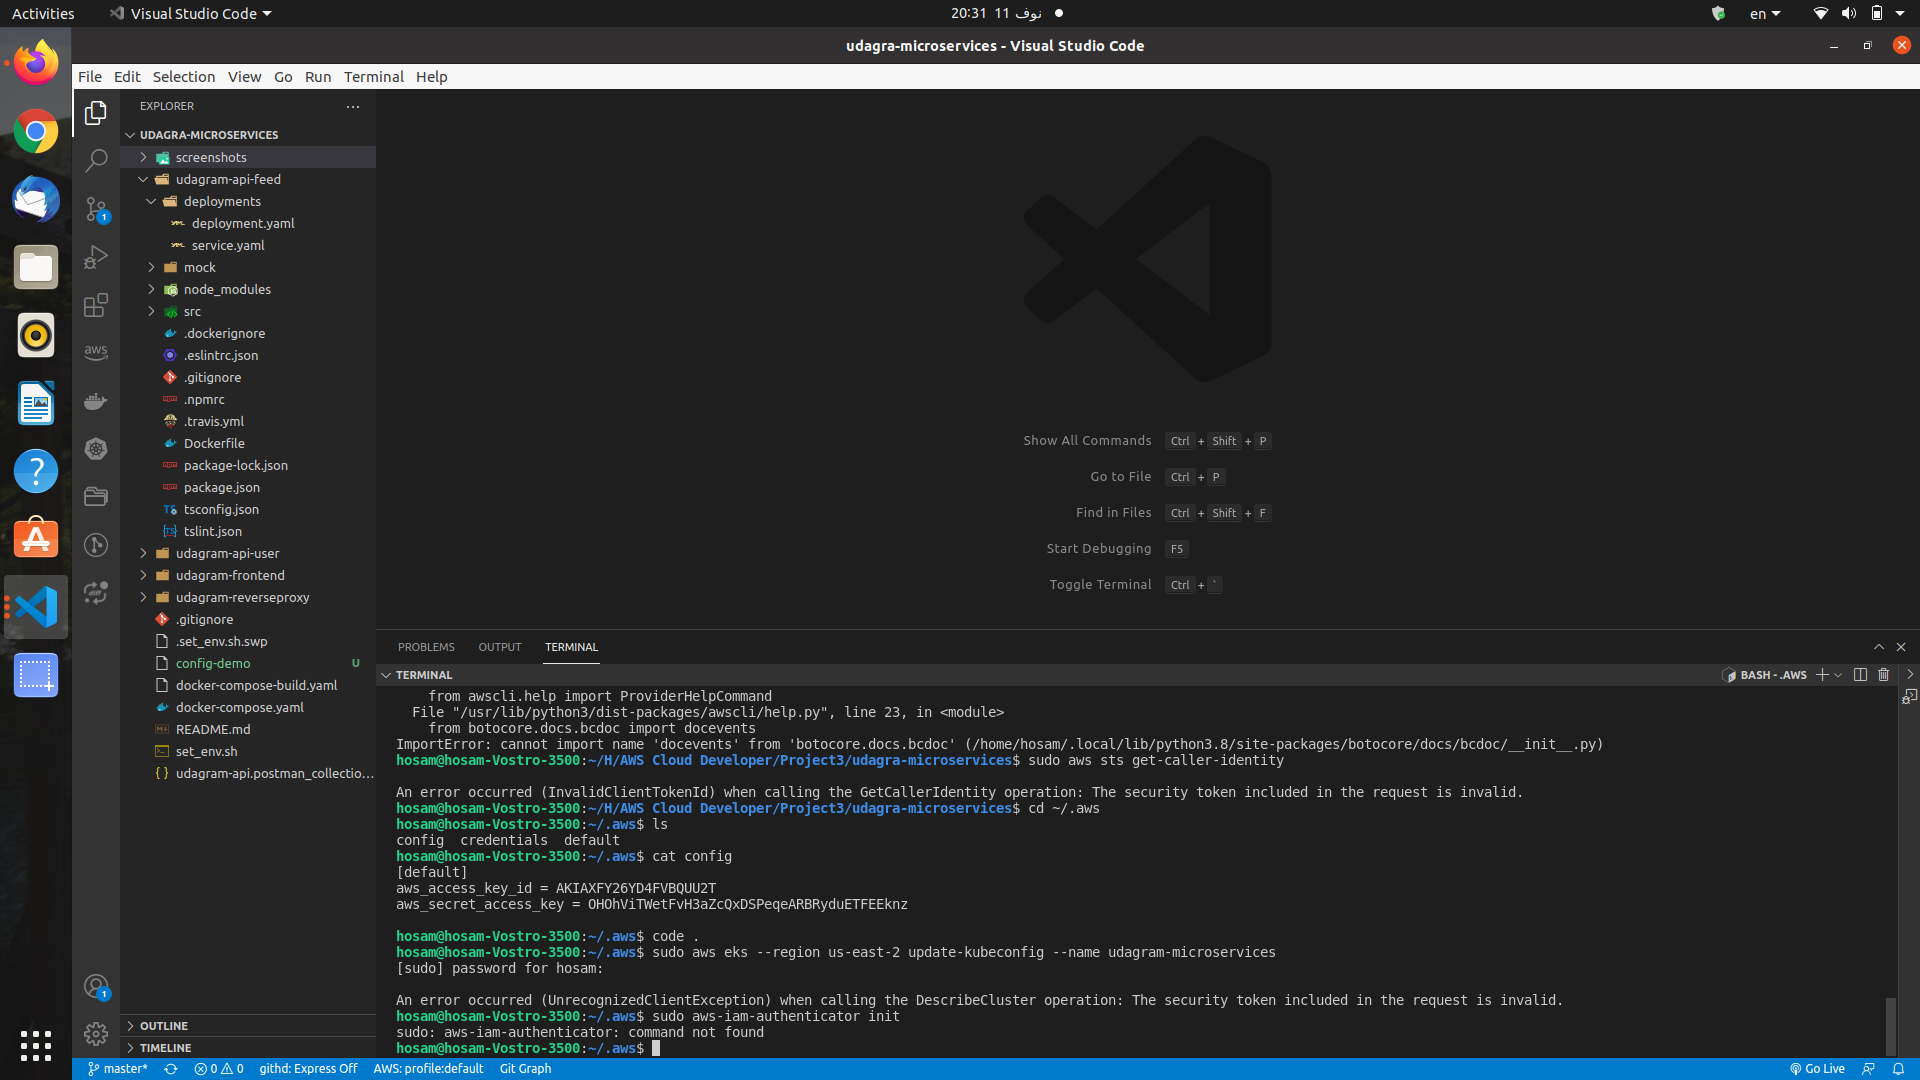 Activities
Visual Studio Code
20:31 11 نوف
en
udagra-microservices - Visual Studio Code
File Edit Selection View Go Run Terminal Help
EXPLORER
UDAGRA-MICROSERVICES
screenshots
udagram-api-feed
deployments
deployment.yaml
service.yaml
mock
node_modules
src
.dockerignore
.eslintrc.json
.gitignore
.npmrc
.travis.yml
Dockerfile
package-lock.json
package.json
tsconfig.json
tslint.json
udagram-api-user
udagram-frontend
udagram-reverseproxy
.gitignore
.set_env.sh.swp
config-demo U
docker-compose-build.yaml
docker-compose.yaml
README.md
set_env.sh
udagram-api.postman_collectio...
OUTLINE
TIMELINE
Show All Commands Ctrl + Shift + P
Go to File Ctrl + P
Find in Files Ctrl + Shift + F
Start Debugging F5
Toggle Terminal Ctrl + `
PROBLEMS OUTPUT TERMINAL
TERMINAL
BASH - .AWS
from awscli.help import ProviderHelpCommand
File "/usr/lib/python3/dist-packages/awscli/help.py", line 23, in <module>
from botocore.docs.bcdoc import docevents
ImportError: cannot import name 'docevents' from 'botocore.docs.bcdoc' (/home/hosam/.local/lib/python3.8/site-packages/botocore/docs/bcdoc/__init__.py)
hosam@hosam-Vostro-3500:~/H/AWS Cloud Developer/Project3/udagra-microservices$ sudo aws sts get-caller-identity
An error occurred (InvalidClientTokenId) when calling the GetCallerIdentity operation: The security token included in the request is invalid.
hosam@hosam-Vostro-3500:~/H/AWS Cloud Developer/Project3/udagra-microservices$ cd ~/.aws
hosam@hosam-Vostro-3500:~/.aws$ ls
config credentials default
hosam@hosam-Vostro-3500:~/.aws$ cat config
[default]
aws_access_key_id = AKIAXFY26YD4FVBQUU2T
aws_secret_access_key = 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
hosam@hosam-Vostro-3500:~/.aws$ code .
hosam@hosam-Vostro-3500:~/.aws$ sudo aws eks --region us-east-2 update-kubeconfig --name udagram-microservices
[sudo] password for hosam:
An error occurred (UnrecognizedClientException) when calling the DescribeCluster operation: The security token included in the request is invalid.
hosam@hosam-Vostro-3500:~/.aws$ sudo aws-iam-authenticator init
sudo: aws-iam-authenticator: command not found
hosam@hosam-Vostro-3500:~/.aws$
master* 0 0 githd: Express Off AWS: profile:default Git Graph Go Live